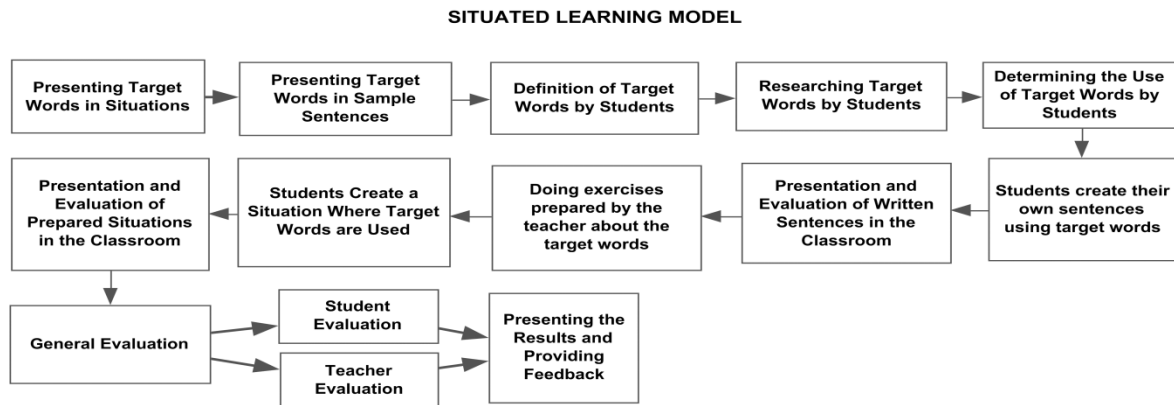 SITUATED LEARNING MODEL
Presenting Target
Words in Situations
Presenting Target
Words in Sample
Sentences
Definition of Target
Words by Students
Researching Target
Words by Students
Determining the Use
of Target Words by
Students
Students create their
own sentences
using target words
Presentation and
Evaluation of Written
Sentences in the
Classroom
Doing exercises
prepared by the
teacher about the
target words
Students Create a
Situation Where Target
Words are Used
Presentation and
Evaluation of
Prepared Situations
in the Classroom
General Evaluation
Student
Evaluation
Teacher
Evaluation
Presenting the
Results and
Providing
Feedback